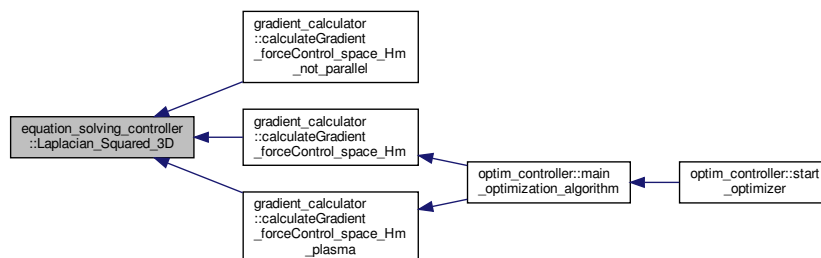 gradient_calculator
::calculateGradient
_forceControl_space_Hm
_not_parallel
equation_solving_controller
::Laplacian_Squared_3D
gradient_calculator
::calculateGradient
_forceControl_space_Hm
gradient_calculator
::calculateGradient
_forceControl_space_Hm
_plasma
optim_controller::main
_optimization_algorithm
optim_controller::start
_optimizer